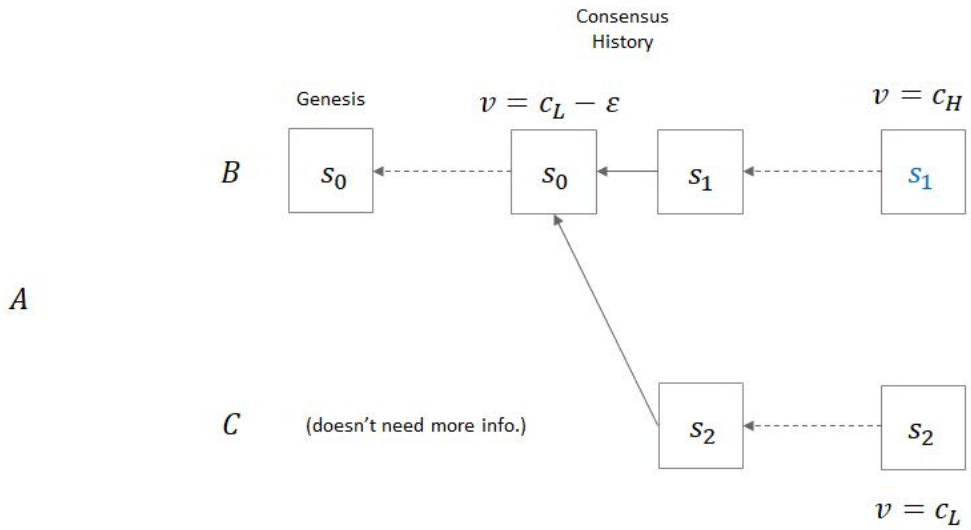 Consensus
History
Genesis
v = c_L − ε
v = c_H
B
s_0
s_0
s_1
s_1
A
C
(doesn't need more info.)
s_2
s_2
v = c_L